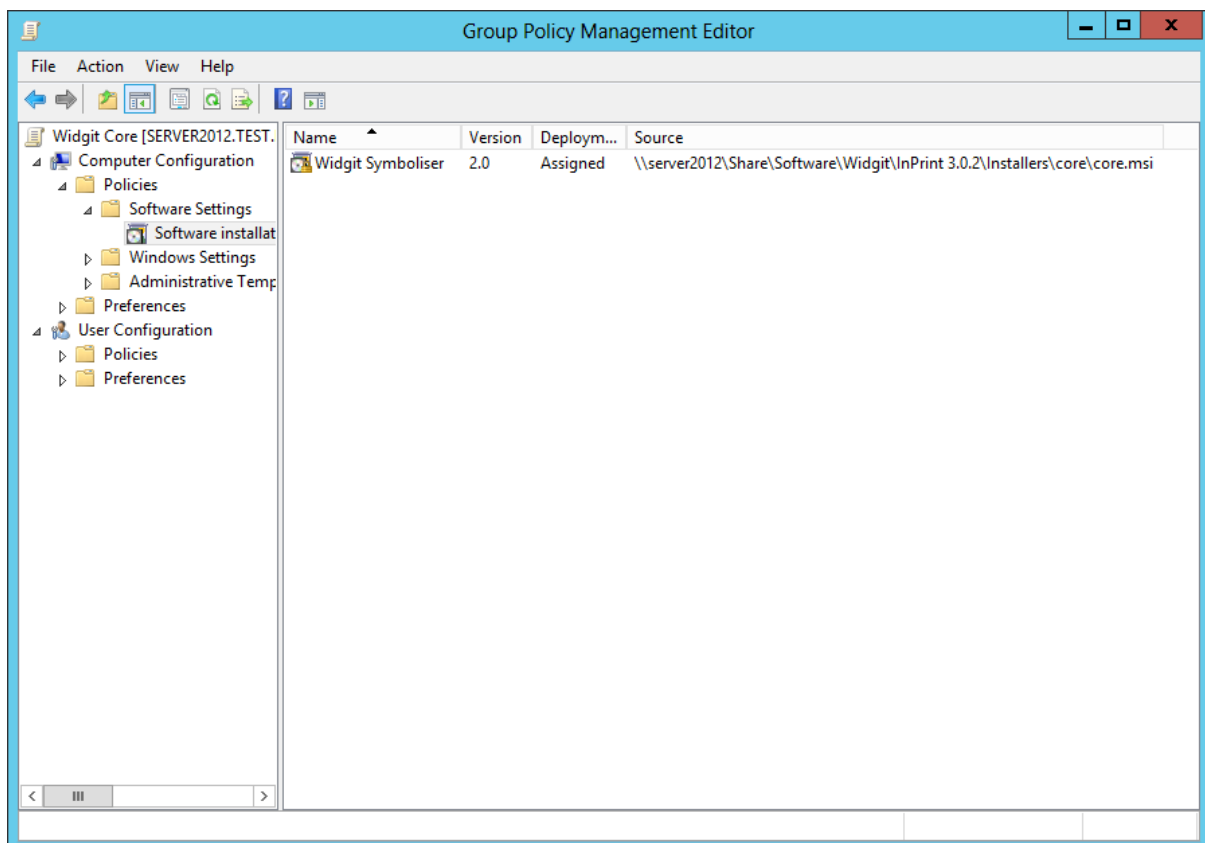 Group Policy Management Editor
File Action View Help
Widgit Core [SERVER2012.TEST.
Computer Configuration
Policies
Software Settings
Software installat
Windows Settings
Administrative Temp
Preferences
User Configuration
Policies
Preferences
Name Version Deploym... Source
Widgit Symboliser 2.0 Assigned \\server2012\Share\Software\Widgit\InPrint 3.0.2\Installers\core\core.msi